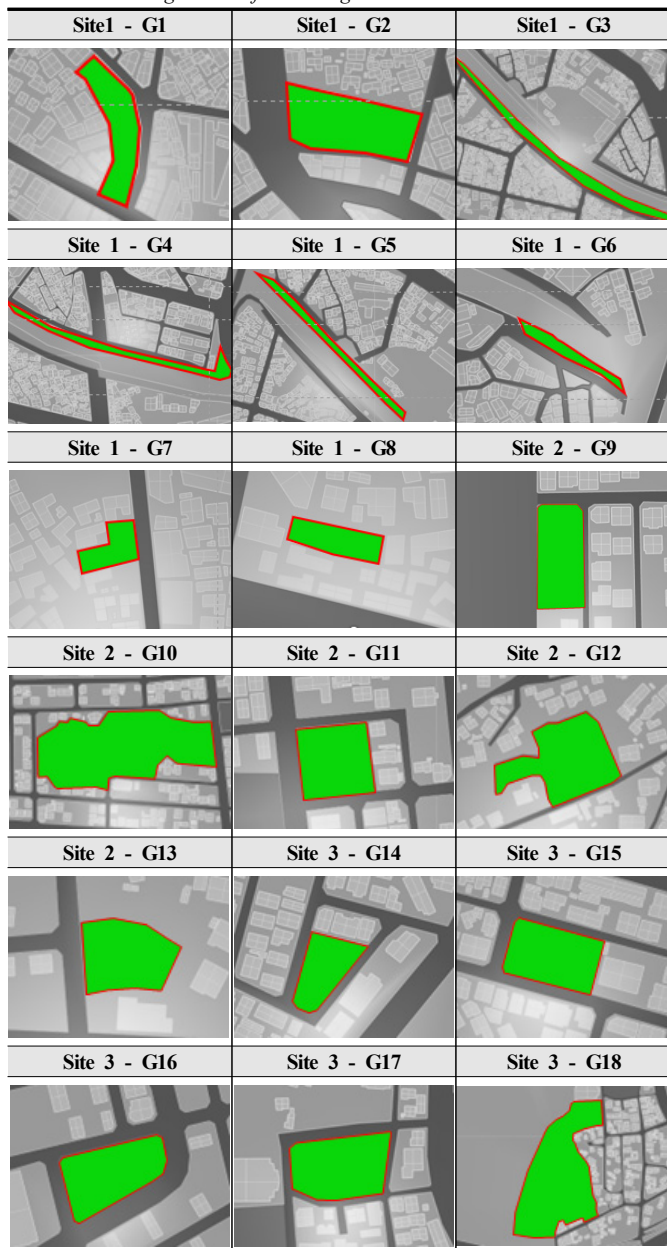 Site1 - G1 Site1 - G2 Site1 - G3
Site 1 - G4 Site 1 - G5 Site 1 - G6
Site 1 - G7 Site 1 - G8 Site 2 - G9
Site 2 - G10 Site 2 - G11 Site 2 - G12
Site 2 - G13 Site 3 - G14 Site 3 - G15
Site 3 - G16 Site 3 - G17 Site 3 - G18